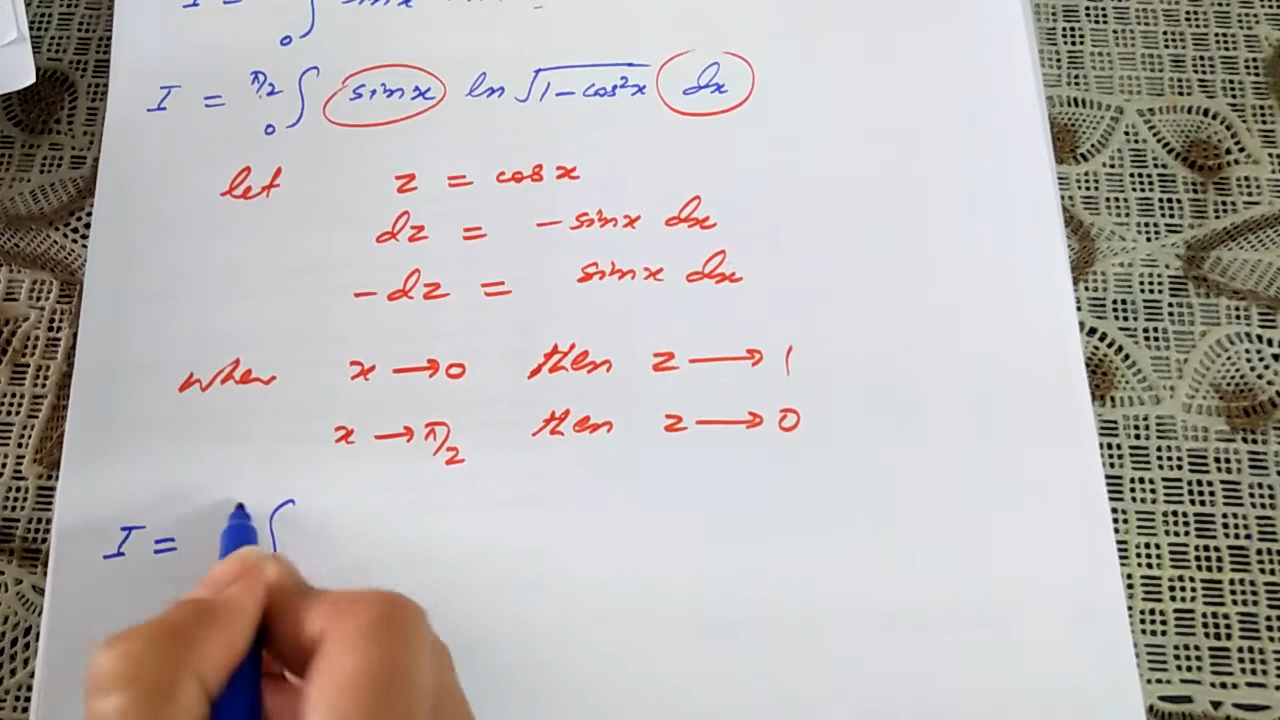 I =
I = π/2 ∫ 0 sinx ln √1-cos²x dx
let z = cosx
dz = -sinx dx
-dz = sinx dx
when x → 0 then z → 1
x → π/2 then z → 0
I = ∫